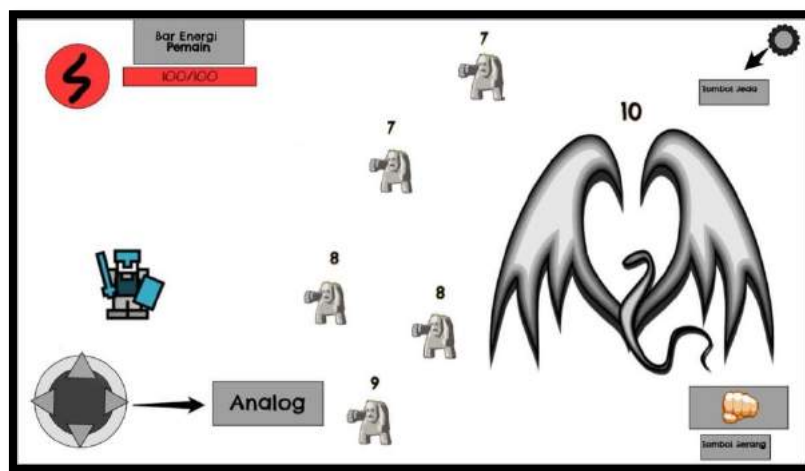 Bar Energi
Pemain
100/100
7
Tombol Jeda
10
7
8
8
9
Analog
Tombol Serang